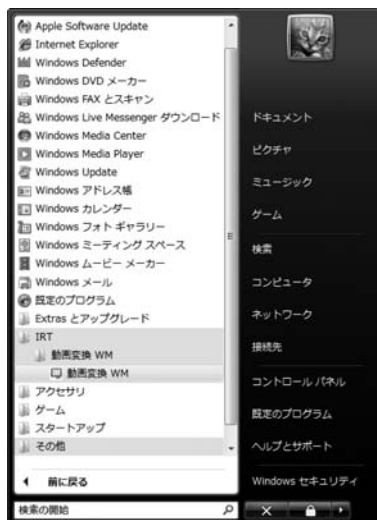 Apple Software Update
Internet Explorer
Windows Defender
Windows DVD メーカー
Windows FAX とスキャン
Windows Live Messenger ダウンロード
Windows Media Center
Windows Media Player
Windows Update
Windows アドレス帳
Windows カレンダー
Windows フォト ギャラリー
Windows ミーティング スペース
Windows ムービー メーカー
Windows メール
既定のプログラム
Extras とアップグレード
IRT
動画変換 WM
動画変換 WM
アクセサリ
ゲーム
スタートアップ
その他
前に戻る
検索の開始
ドキュメント
ピクチャ
ミュージック
ゲーム
検索
コンピュータ
ネットワーク
接続先
コントロール パネル
既定のプログラム
ヘルプとサポート
Windows セキュリティ